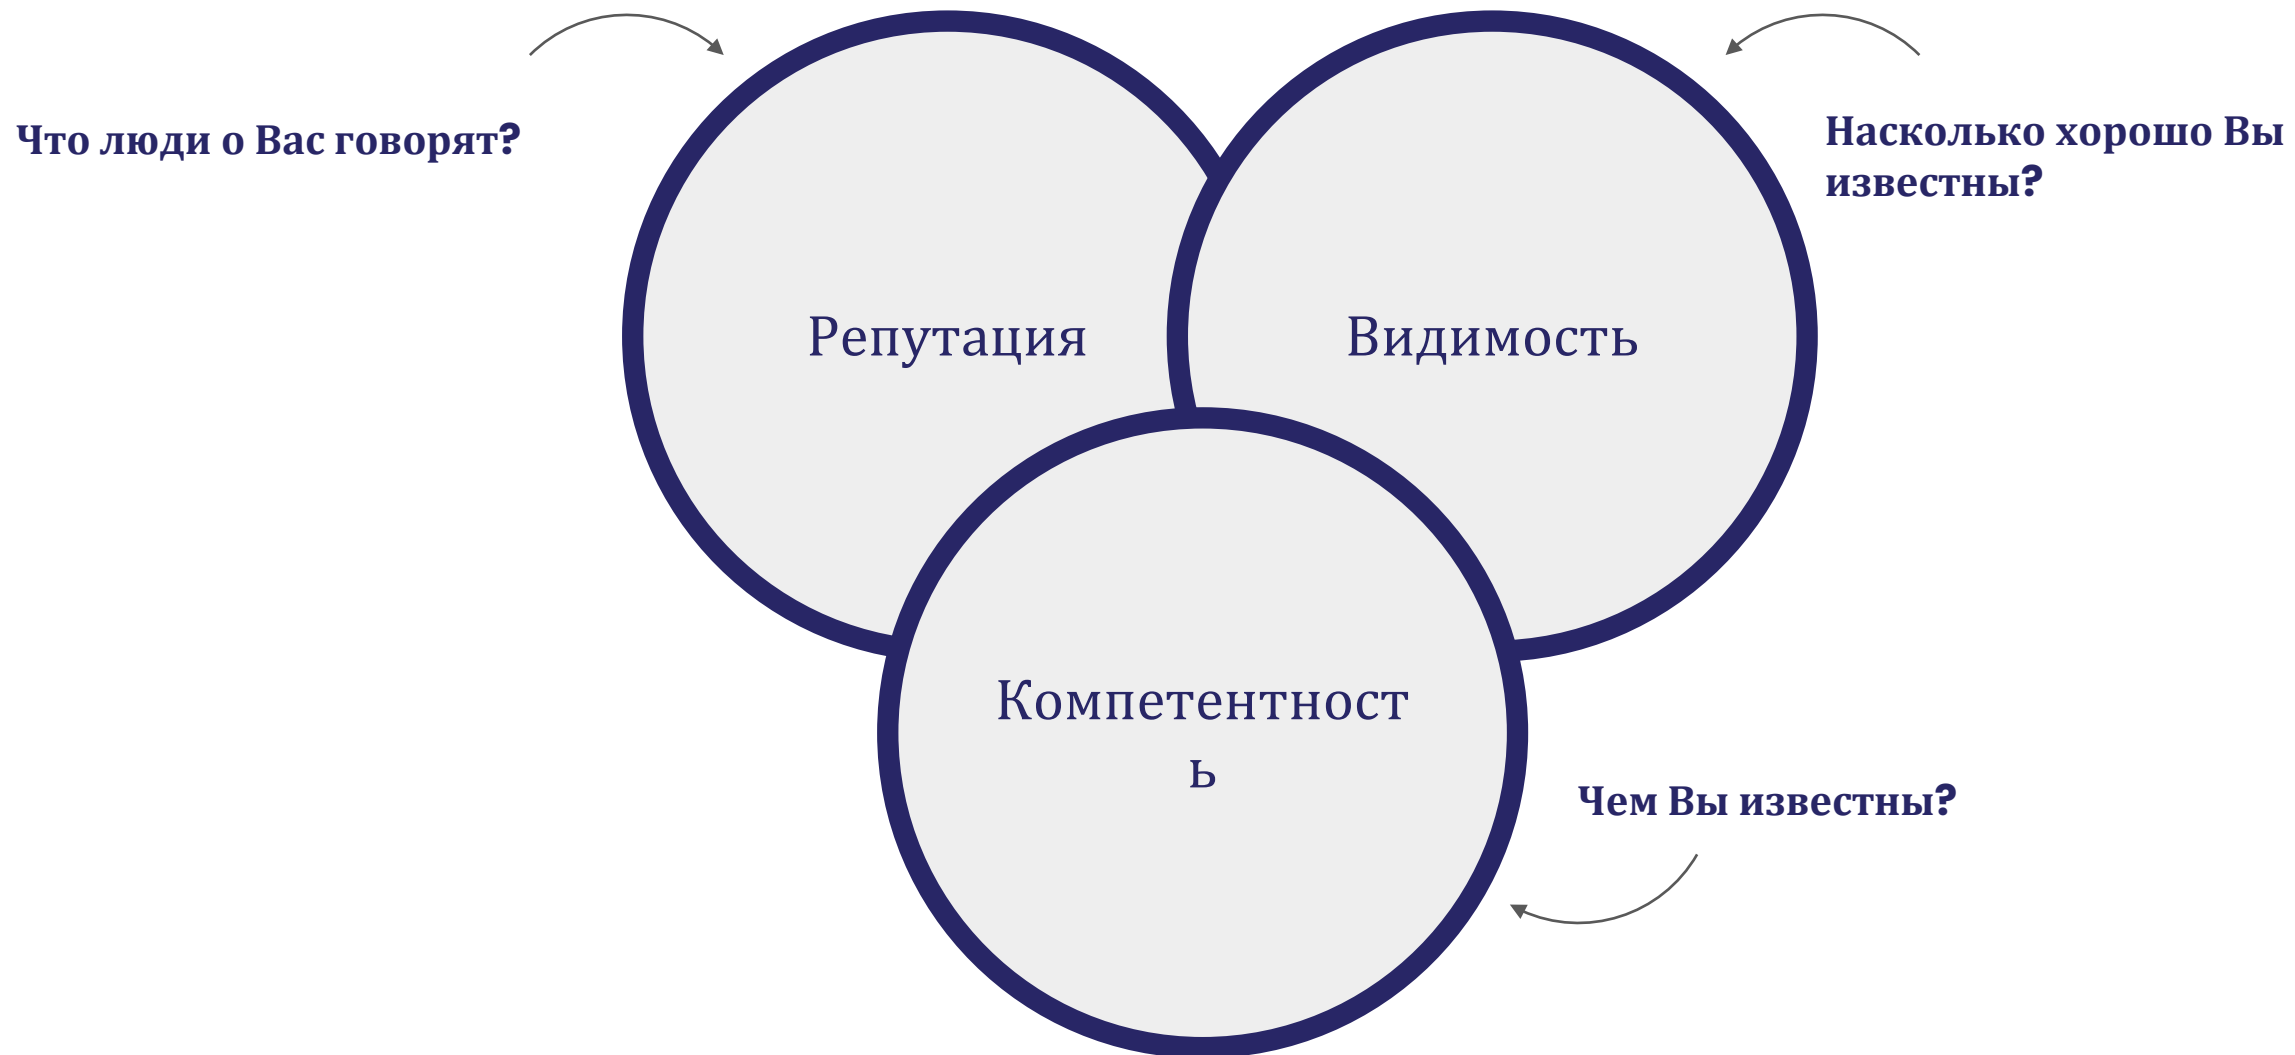 Что люди о Вас говорят?
Насколько хорошо Вы
известны?
Репутация
Видимость
Компетентност
ь
Чем Вы известны?